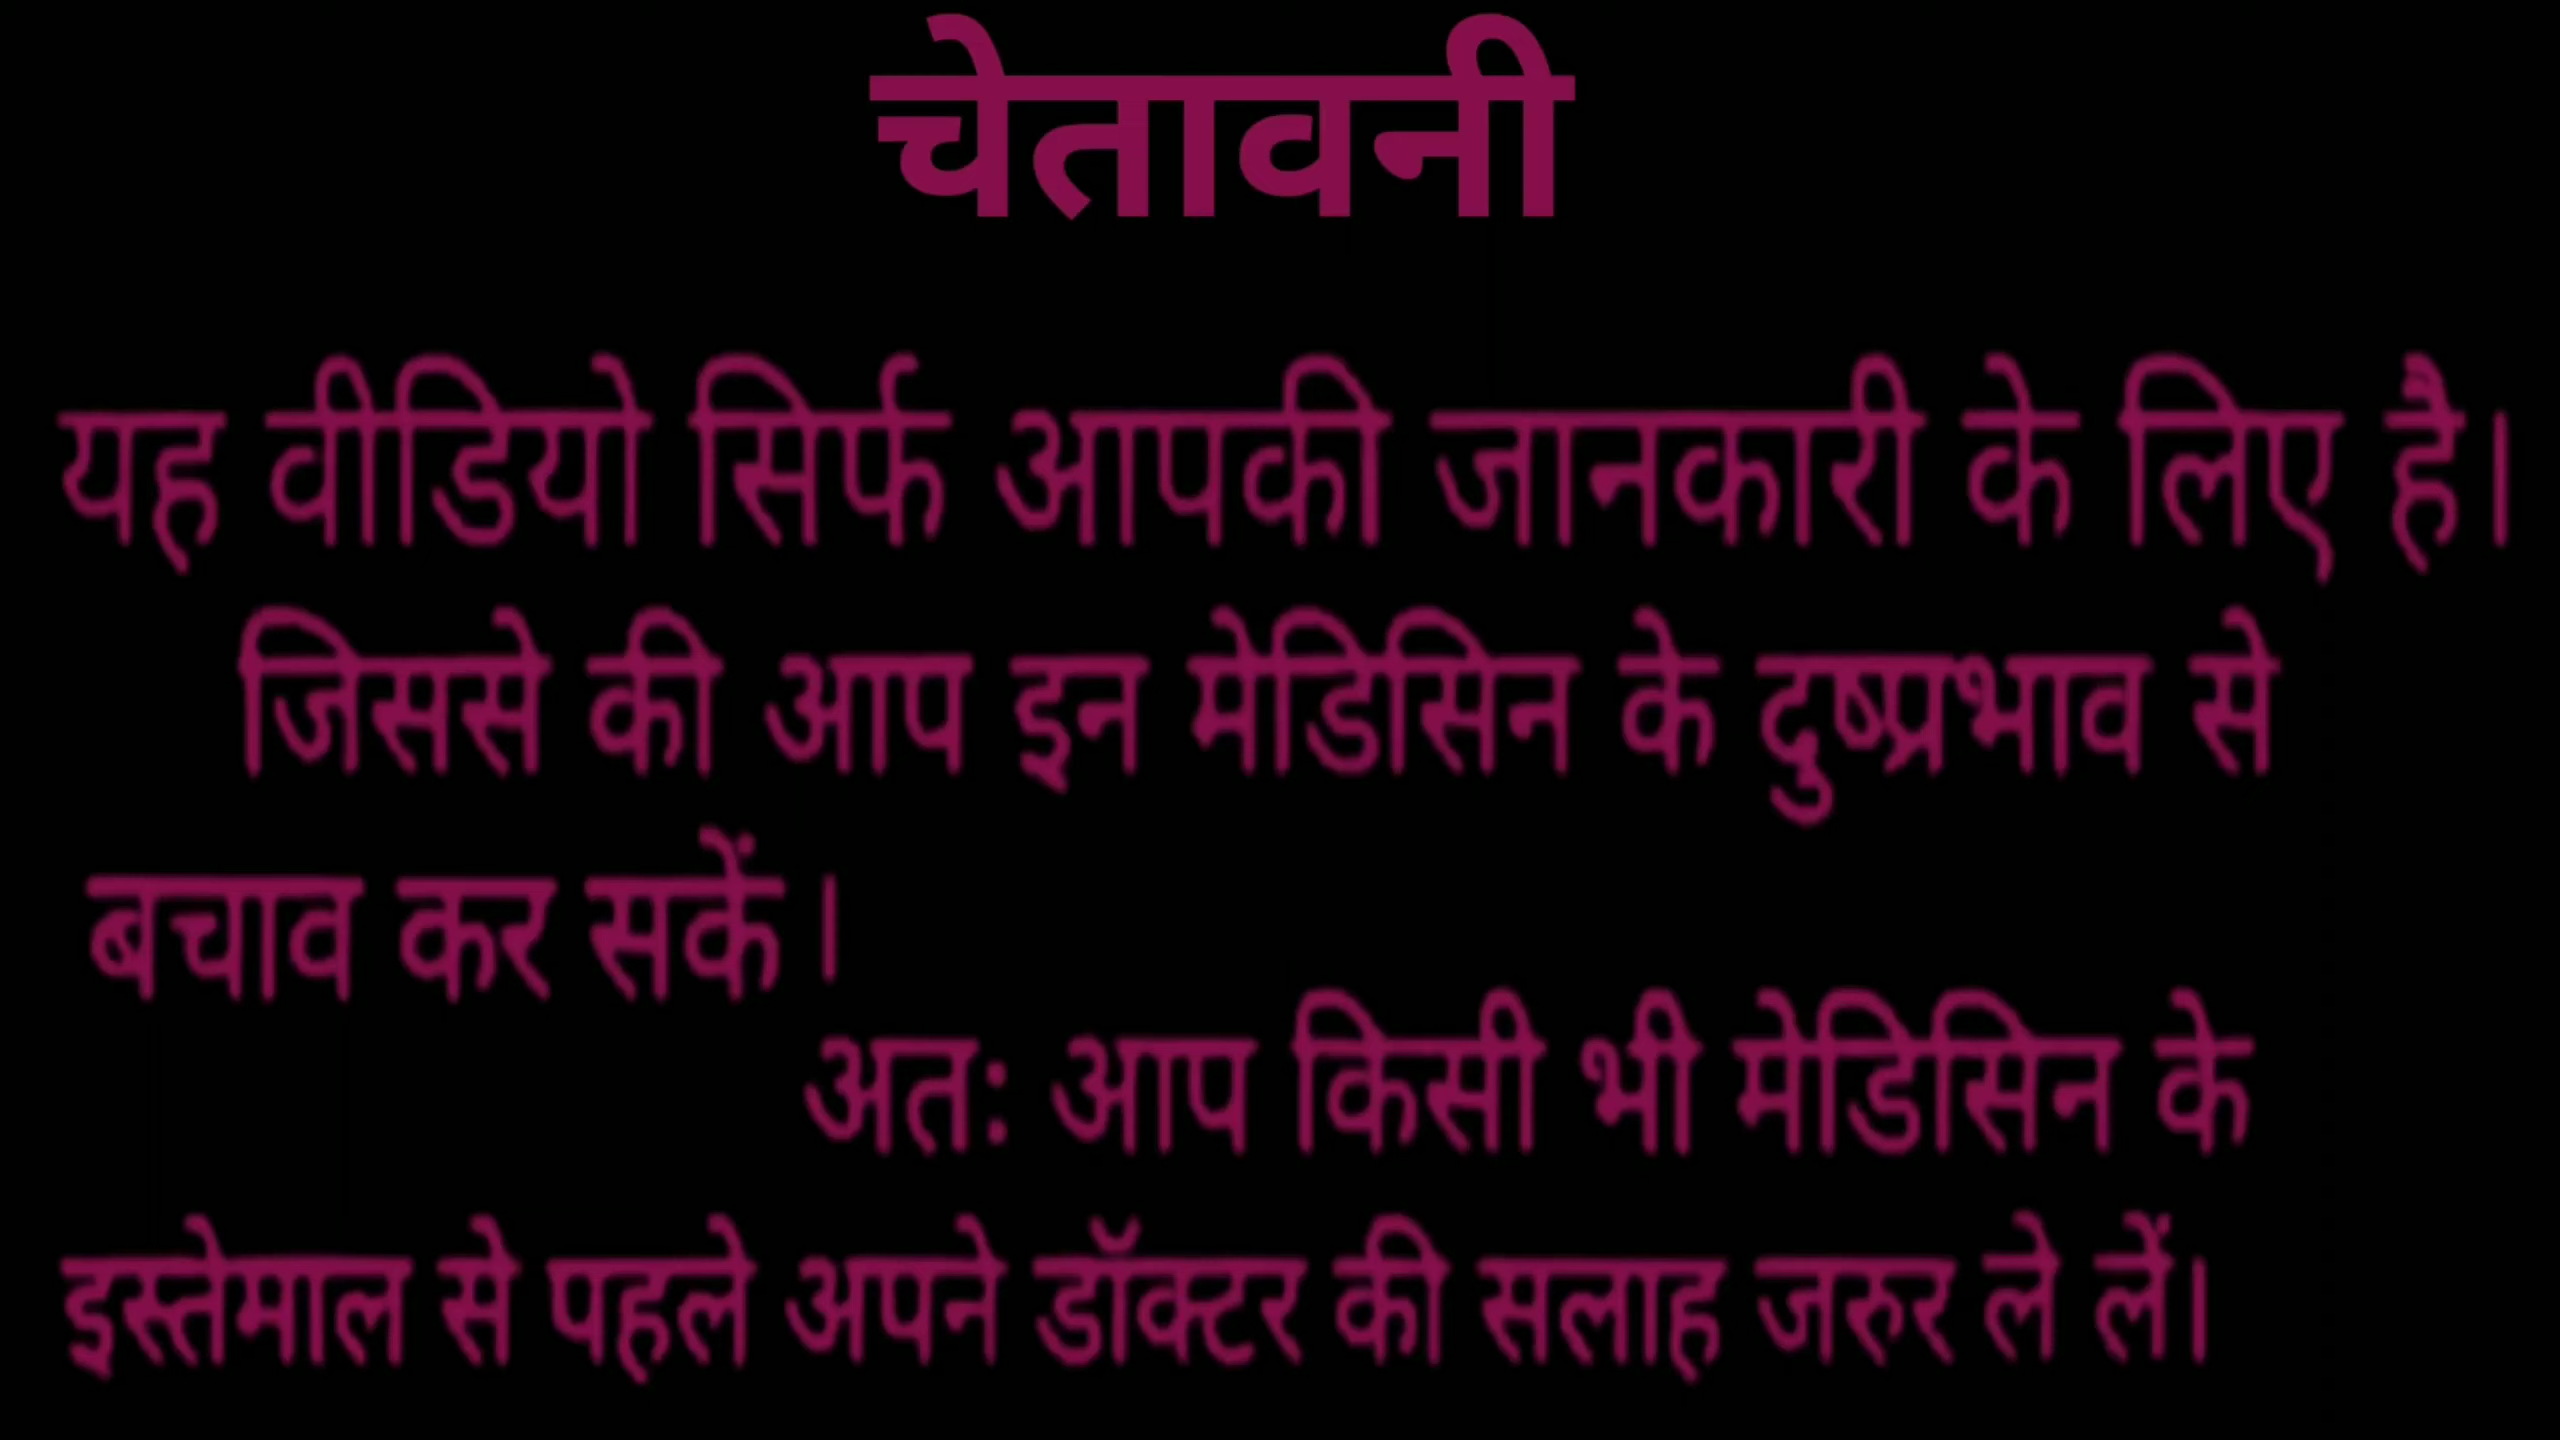 चेतावनी
यह वीडियो सिर्फ आपकी जानकारी के लिए है।
जिससे की आप इन मेडिसिन के दुष्प्रभाव से
बचाव कर सकें।
अतः आप किसी भी मेडिसिन के
इस्तेमाल से पहले अपने डॉक्टर की सलाह जरुर ले लें।